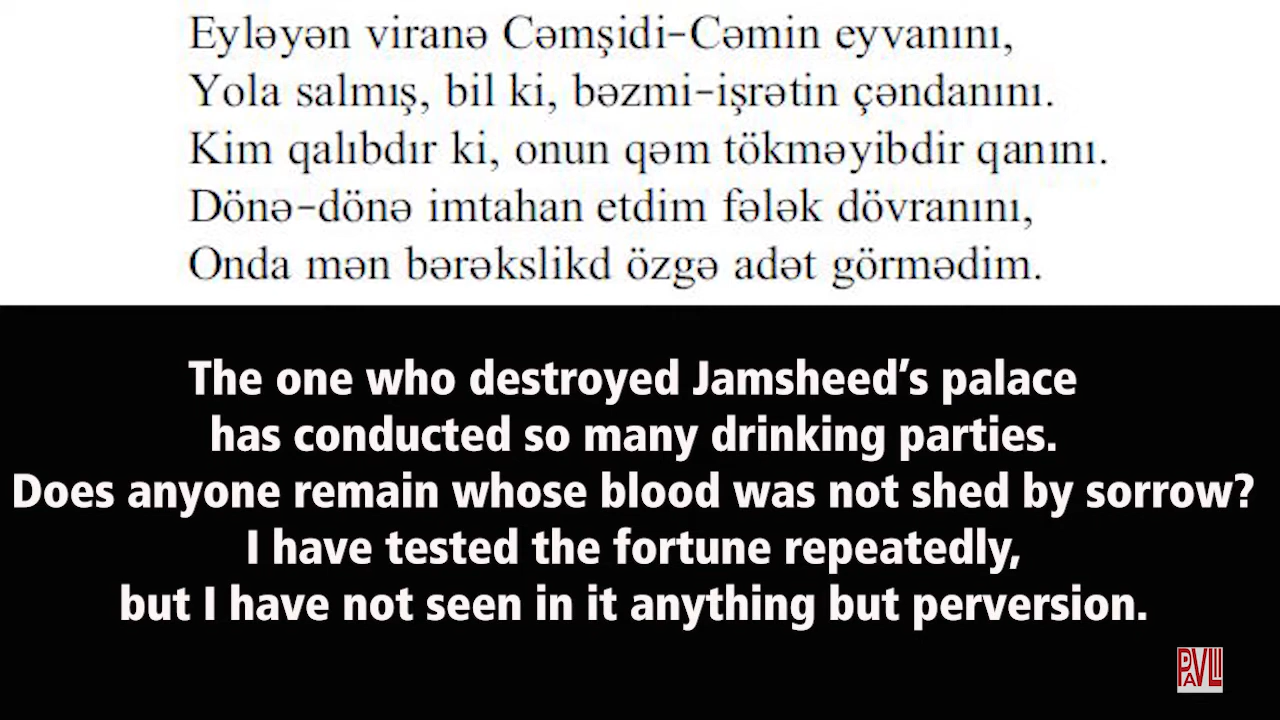 Eyləyən viranə Cəmşidi-Cəmin eyvanını,
Yola salmış, bil ki, bəzmi-işrətin çəndanını.
Kim qalıbdır ki, onun qəm tökməyibdir qanını.
Dönə-dönə imtahan etdim fələk dövranını,
Onda mən bərəkslikd özgə adət görmədim.
The one who destroyed Jamsheed's palace
has conducted so many drinking parties.
Does anyone remain whose blood was not shed by sorrow?
I have tested the fortune repeatedly,
but I have not seen in it anything but perversion.